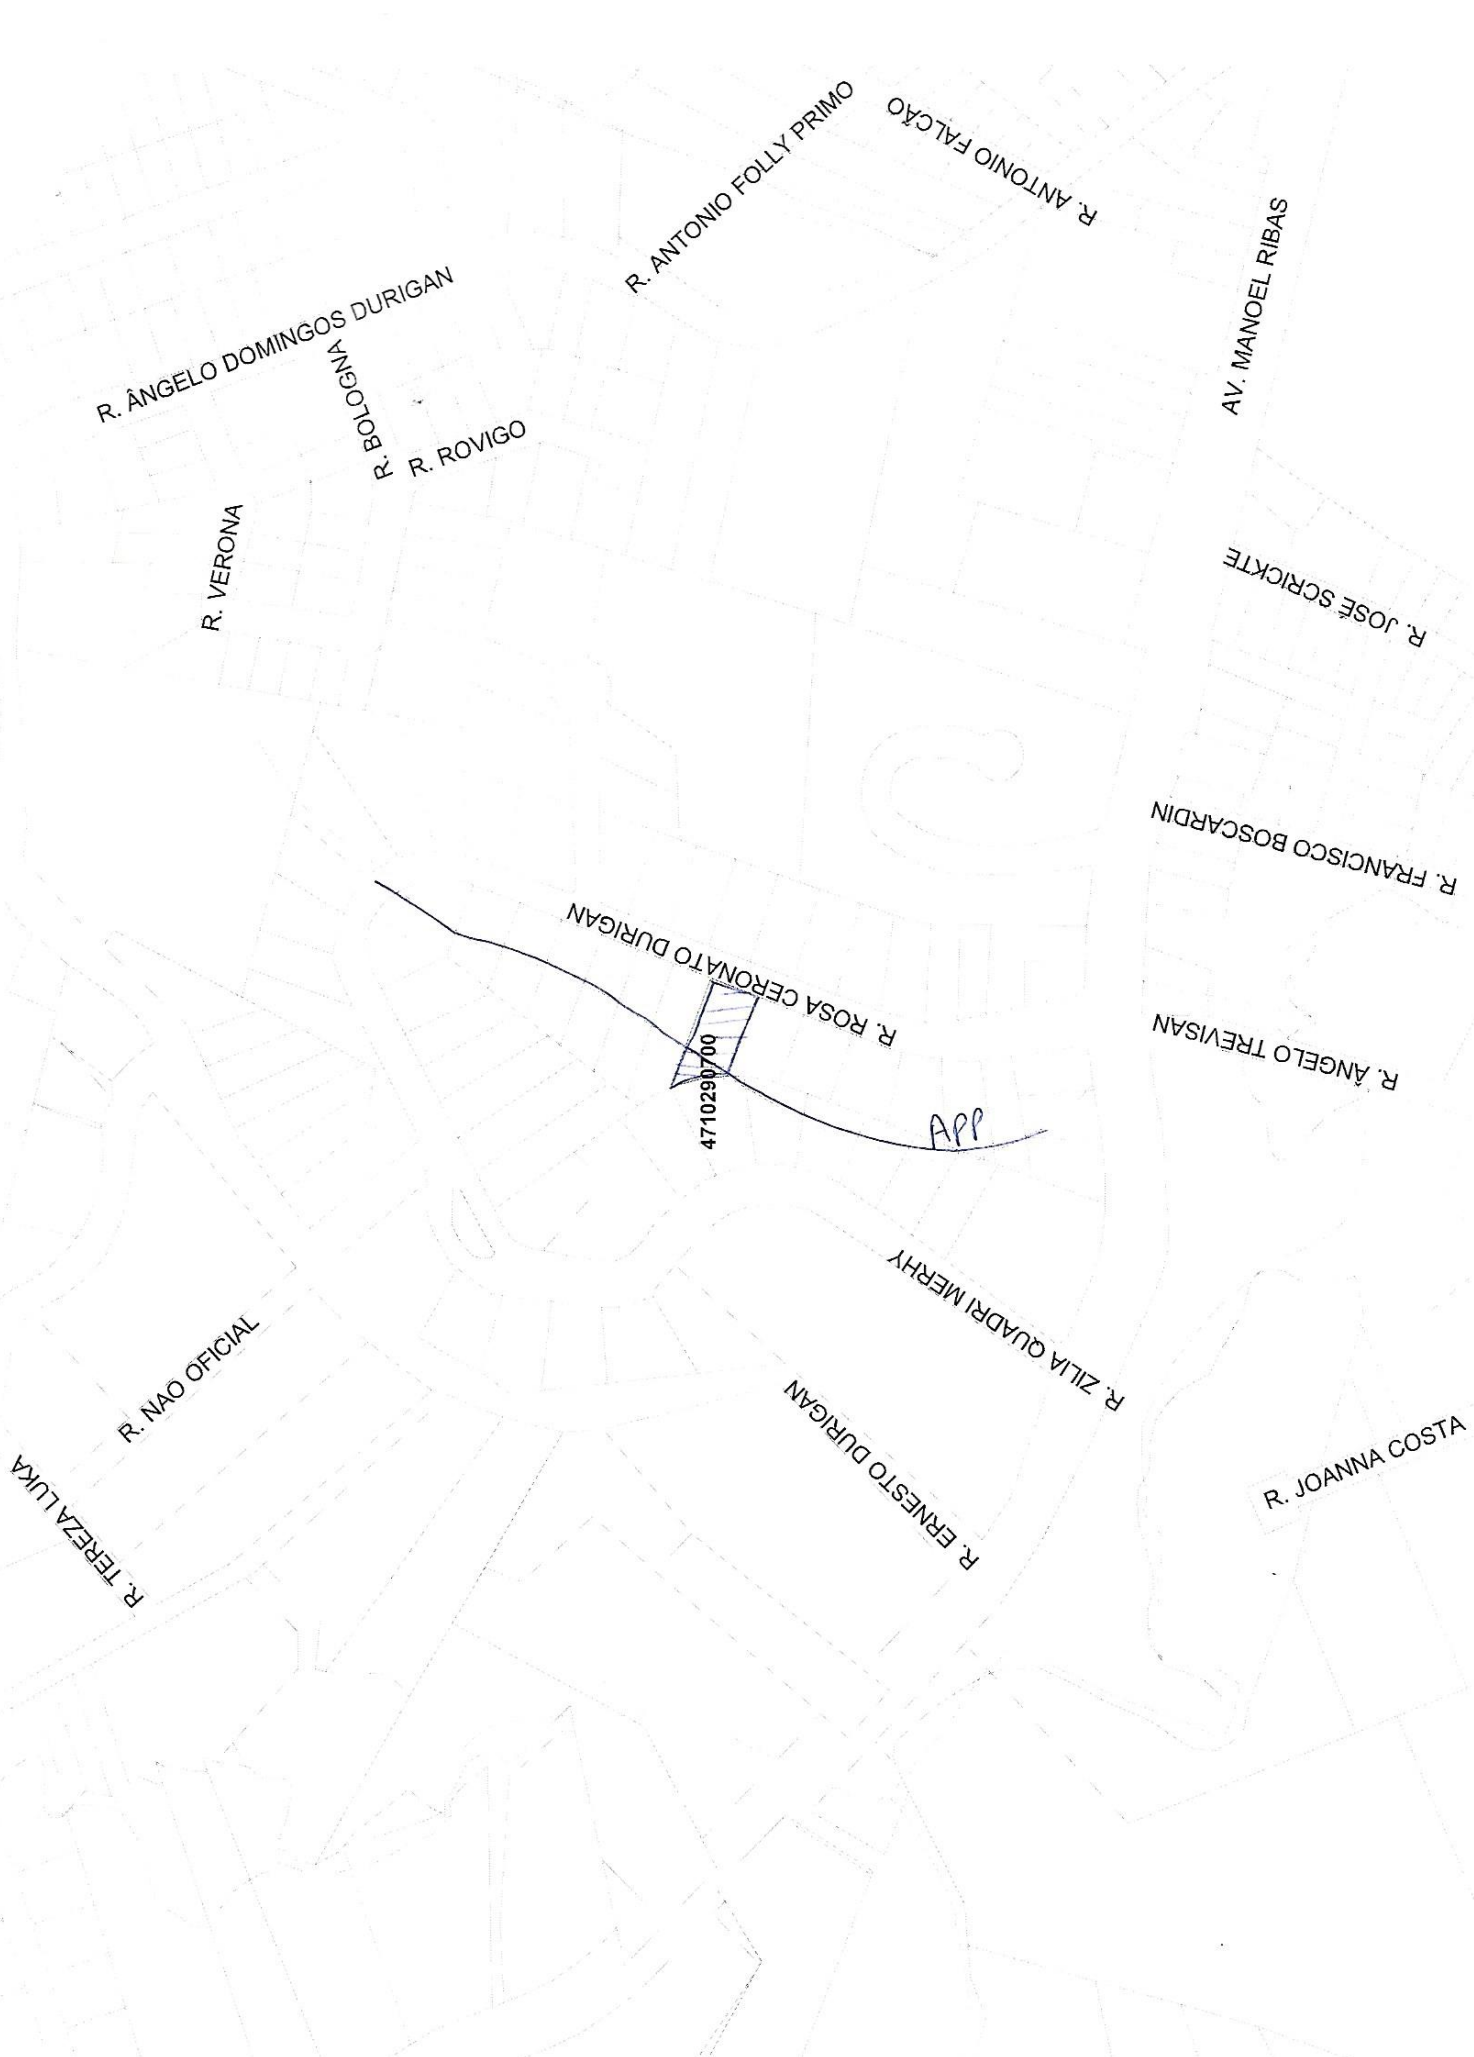 R. ANTONIO FOLLY PRIMO
R. ANTONIO FALCÃO
AV. MANOEL RIBAS
R. ÂNGELO DOMINGOS DURIGAN
R. BOLOGNA
R. ROVIGO
R. VERONA
R. JOSÉ SCRICKTE
R. FRANCISCO BOSCARDIN
R. ROSA CERONATO DURIGAN
R. ÂNGELO TREVISAN
4710290700
APP
R. ZILIA QUADRI MERHY
R. NAO OFICIAL
R. ERNESTO DURIGAN
R. JOANNA COSTA
R. TEREZA LUKA